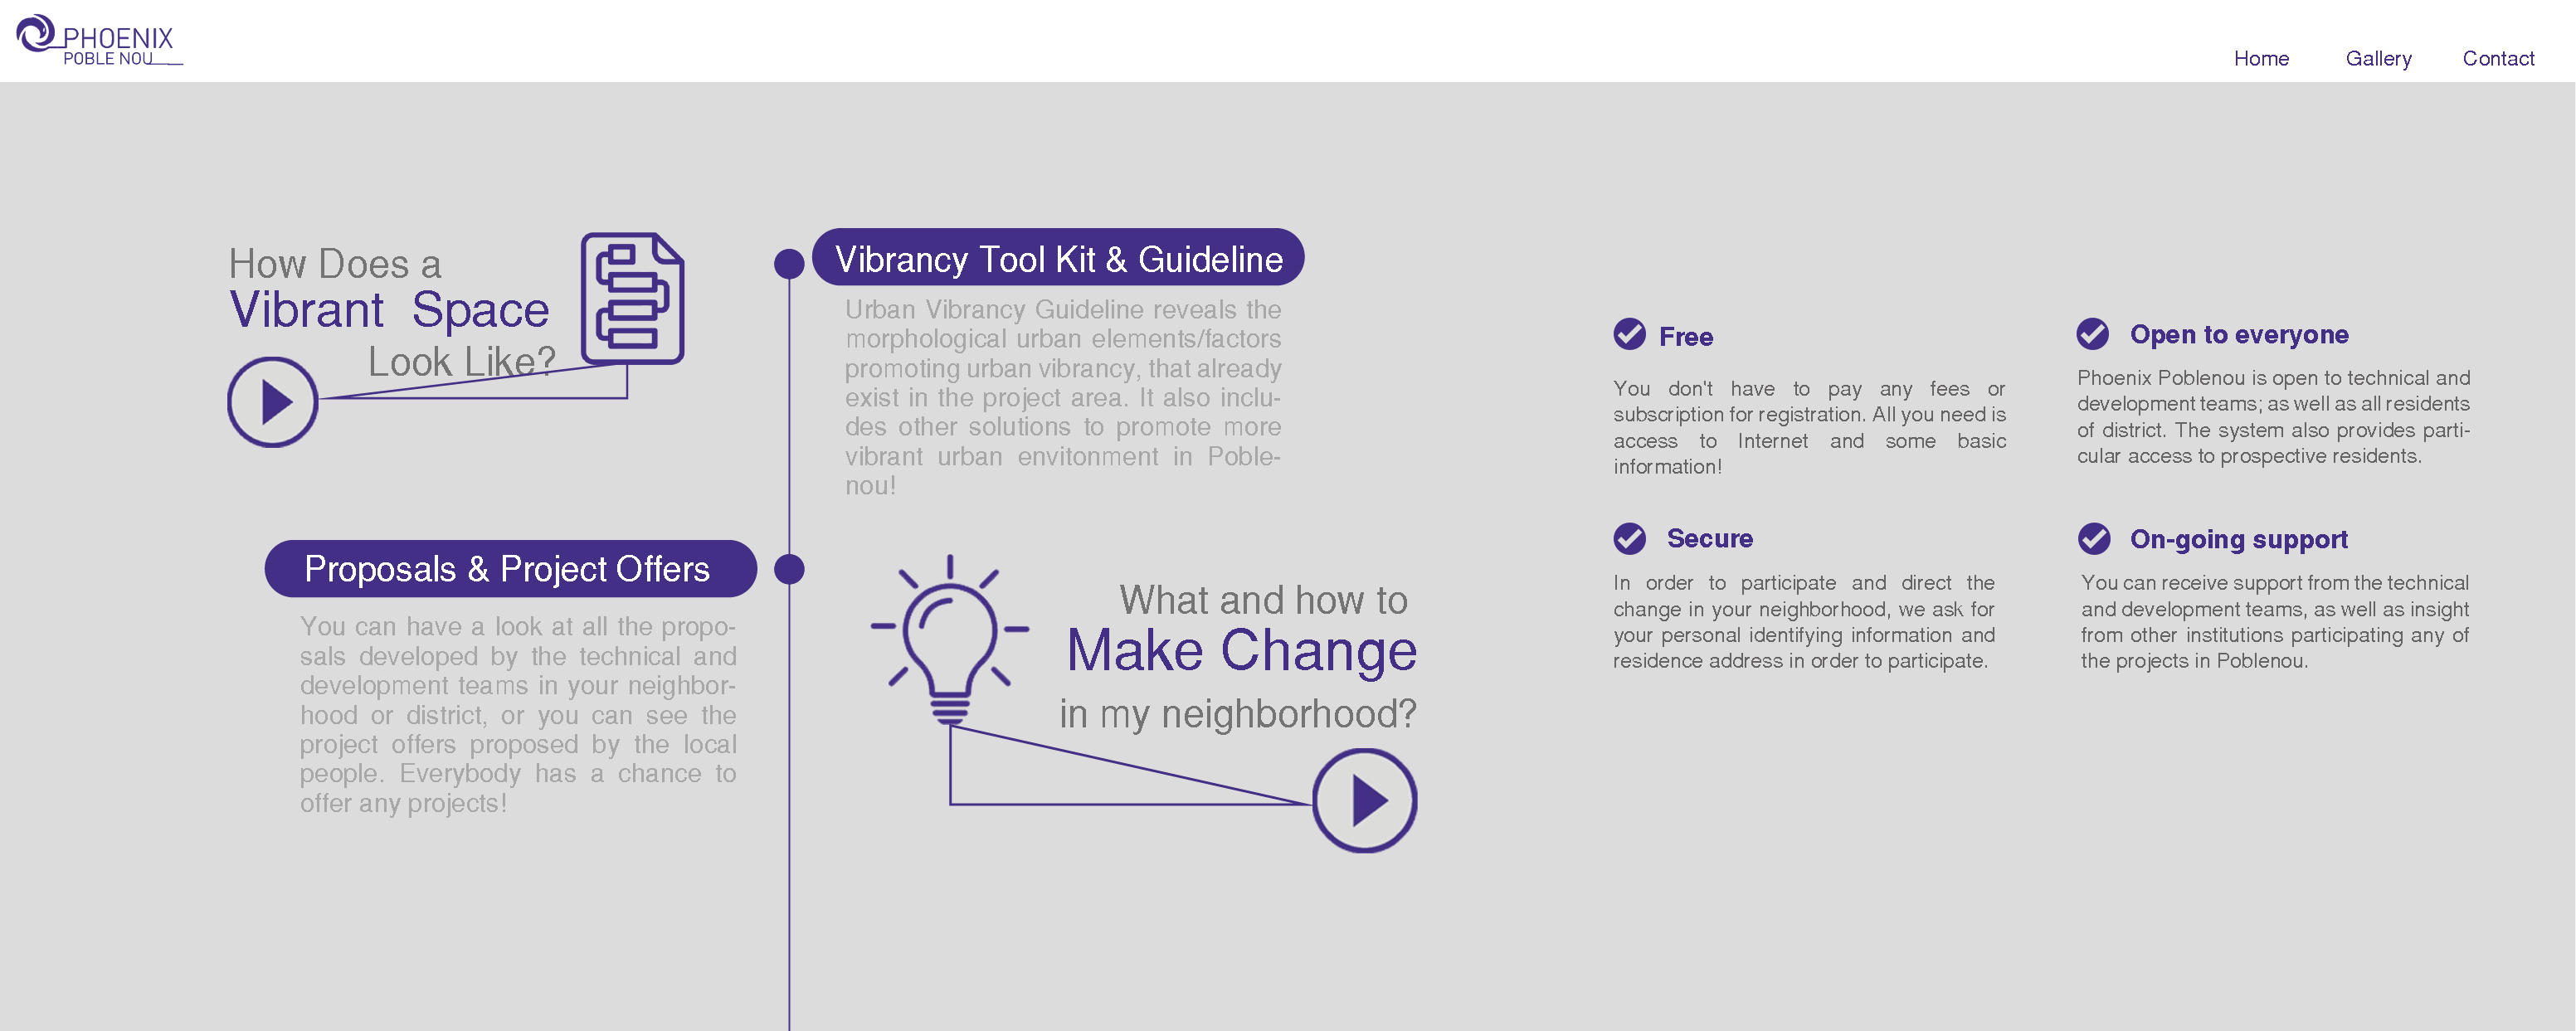 PHOENIX
POBLE NOU
Home Gallery Contact
How Does a
Vibrant Space
Look Like?
Vibrancy Tool Kit & Guideline
Urban Vibrancy Guideline reveals the
morphological urban elements/factors
promoting urban vibrancy, that already
exist in the project area. It also inclu-
des other solutions to promote more
vibrant urban envitonment in Poble-
nou!
Proposals & Project Offers
You can have a look at all the propo-
sals developed by the technical and
development teams in your neighbor-
hood or district, or you can see the
project offers proposed by the local
people. Everybody has a chance to
offer any projects!
What and how to
Make Change
in my neighborhood?
Free
You don't have to pay any fees or
subscription for registration. All you need is
access to Internet and some basic
information!
Open to everyone
Phoenix Poblenou is open to technical and
development teams; as well as all residents
of district. The system also provides parti-
cular access to prospective residents.
Secure
In order to participate and direct the
change in your neighborhood, we ask for
your personal identifying information and
residence address in order to participate.
On-going support
You can receive support from the technical
and development teams, as well as insight
from other institutions participating any of
the projects in Poblenou.